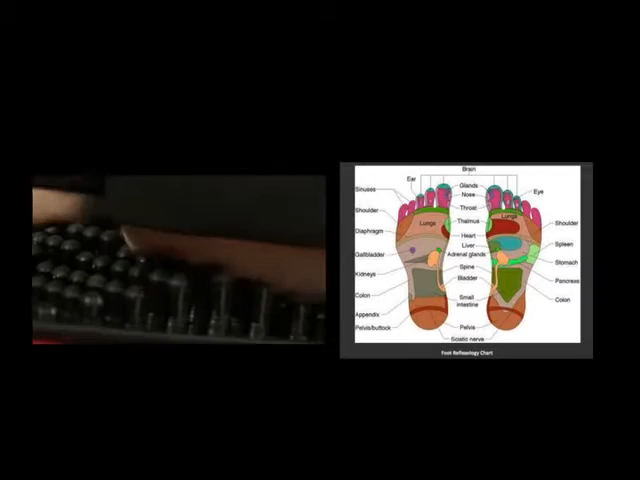 Brain
Ear
Glands
Eye
Sinuses
Nose
Throat
Shoulder
Lungs
Thalmus
Lungs
Shoulder
Diaphragm
Heart
Liver
Spleen
Gallbladder
Adrenal glands
Stomach
Kidneys
Spine
Bladder
Pancreas
Colon
Small
intestine
Colon
Appendix
Pelvis/buttock
Pelvis
Sciatic nerve
Foot Reflexology Chart